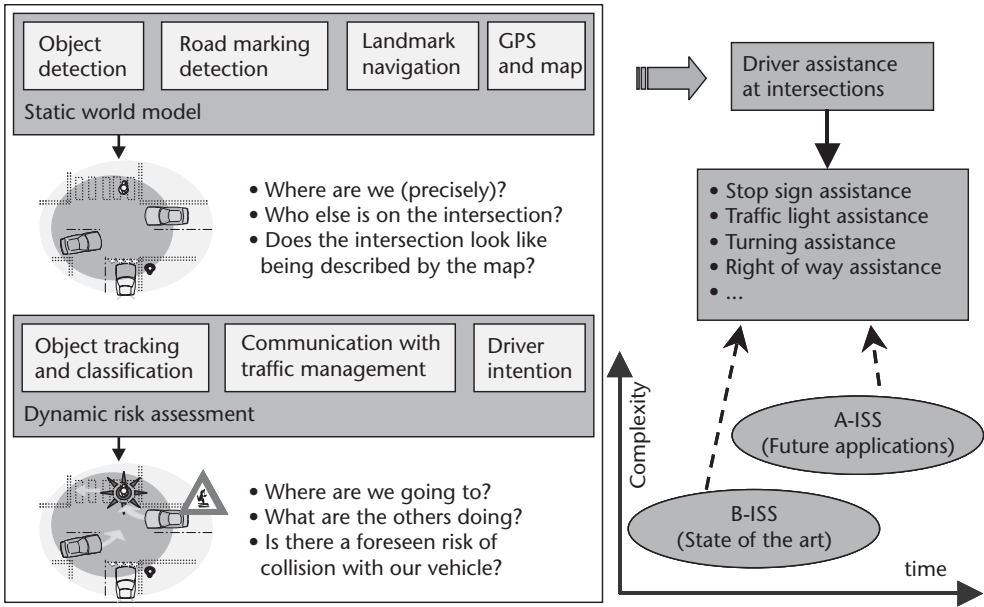 Object
detection
Road marking
detection
Landmark
navigation
GPS
and map
Static world model
• Where are we (precisely)?
• Who else is on the intersection?
• Does the intersection look like
being described by the map?
Object tracking
and classification
Communication with
traffic management
Driver
intention
Dynamic risk assessment
• Where are we going to?
• What are the others doing?
• Is there a foreseen risk of
collision with our vehicle?
Driver assistance
at intersections
• Stop sign assistance
• Traffic light assistance
• Turning assistance
• Right of way assistance
• ...
Complexity
A-ISS
(Future applications)
B-ISS
(State of the art)
time